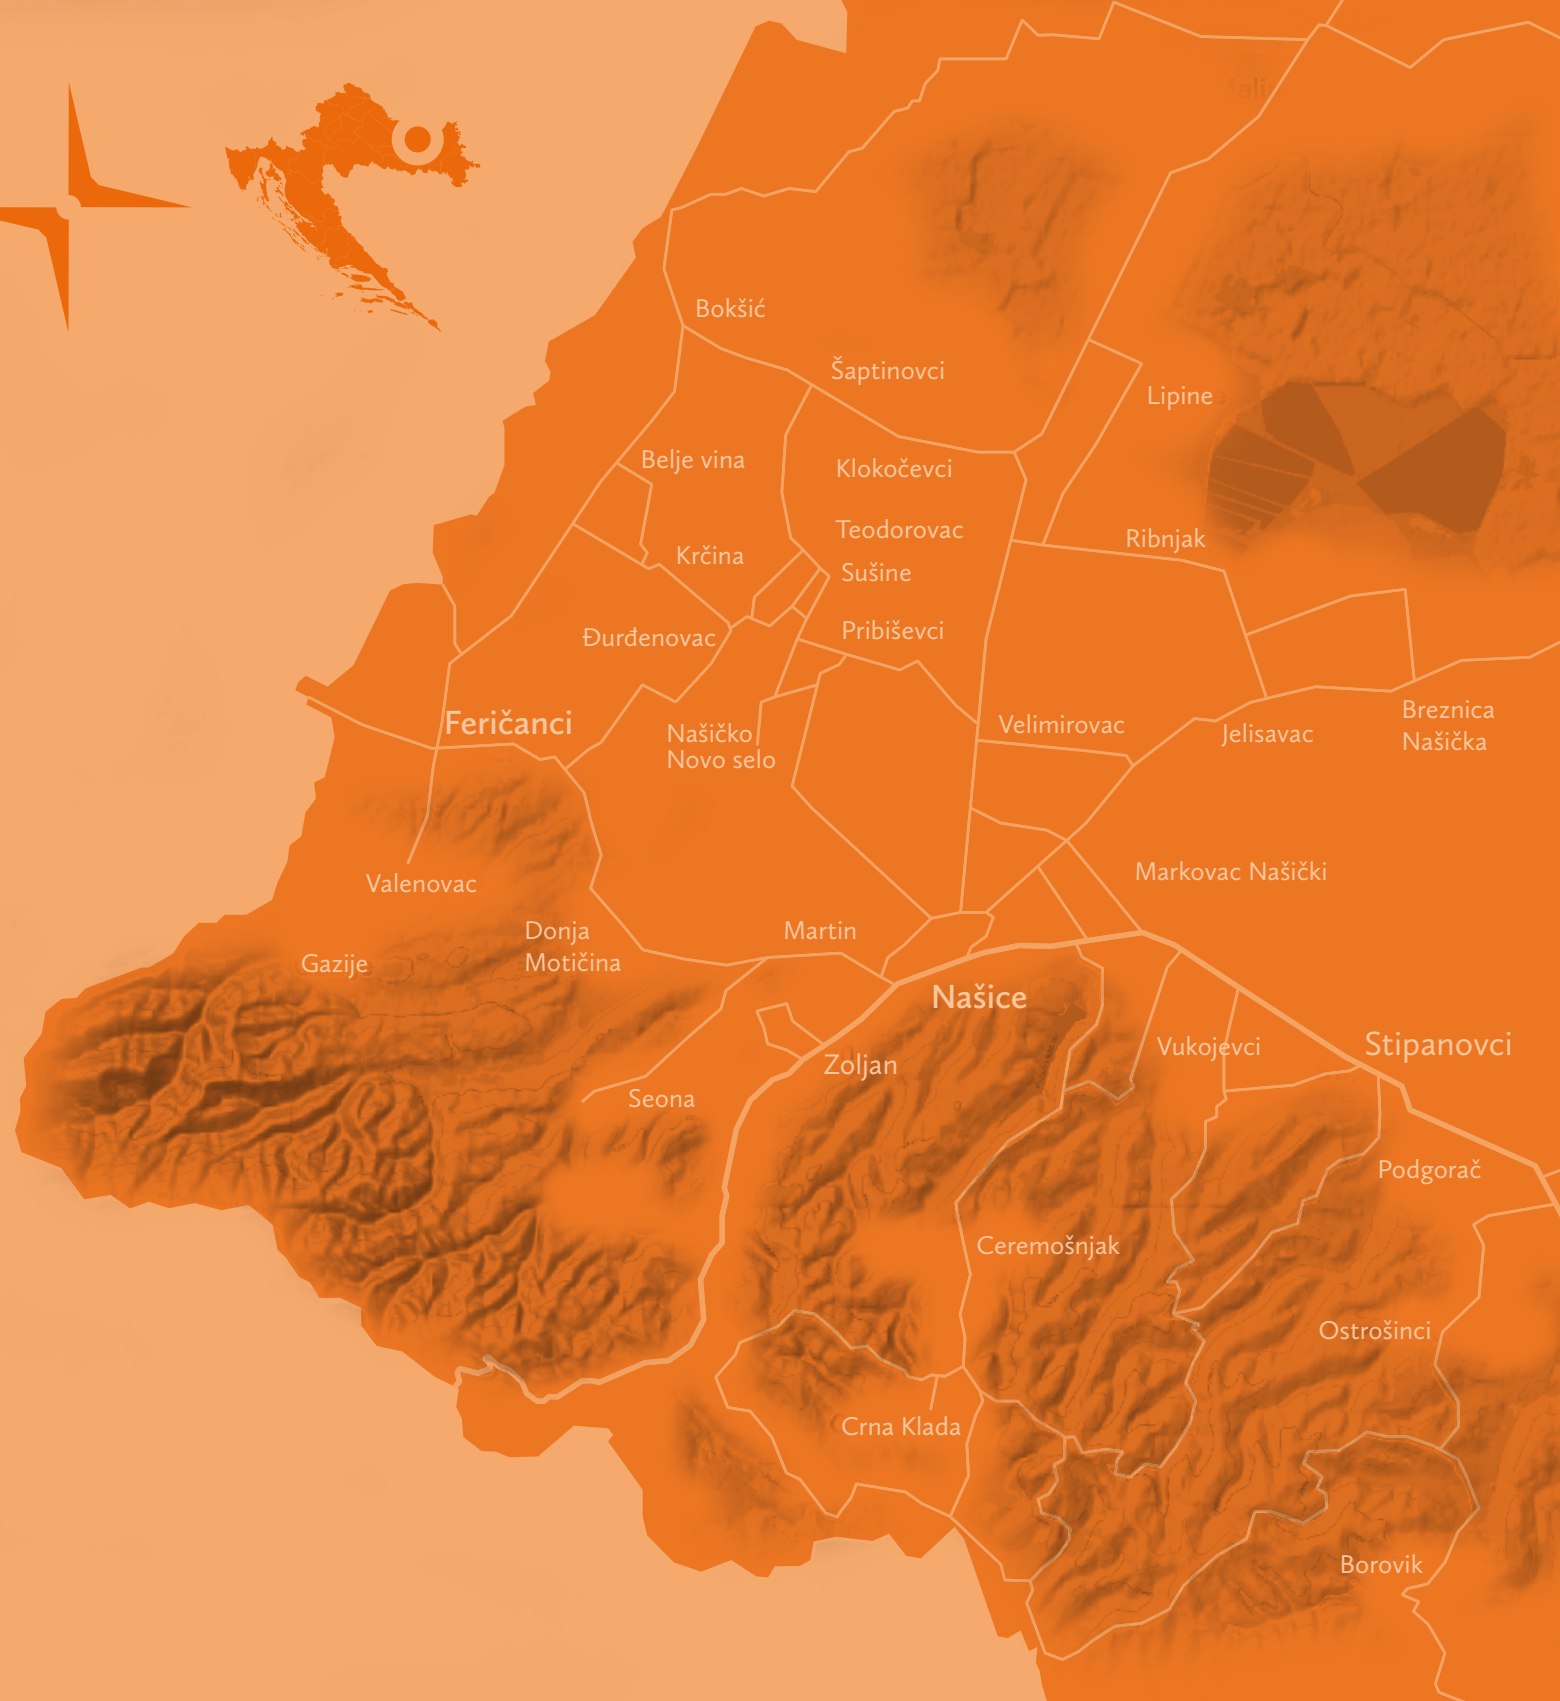 Bokšić
Šaptinovci
Lipine
Belje vina
Klokočevci
Teodorovac
Ribnjak
Krčina
Sušine
Pribiševci
Đurđenovac
Feričanci
Našičko
Novo selo
Velimirovac
Jelisavac
Breznica
Našička
Markovac Našički
Valenovac
Donja
Motičina
Martin
Gazije
Našice
Vukojevci
Stipanovci
Zoljan
Seona
Podgorač
Ceremošnjak
Ostrošinci
Crna Klada
Borovik